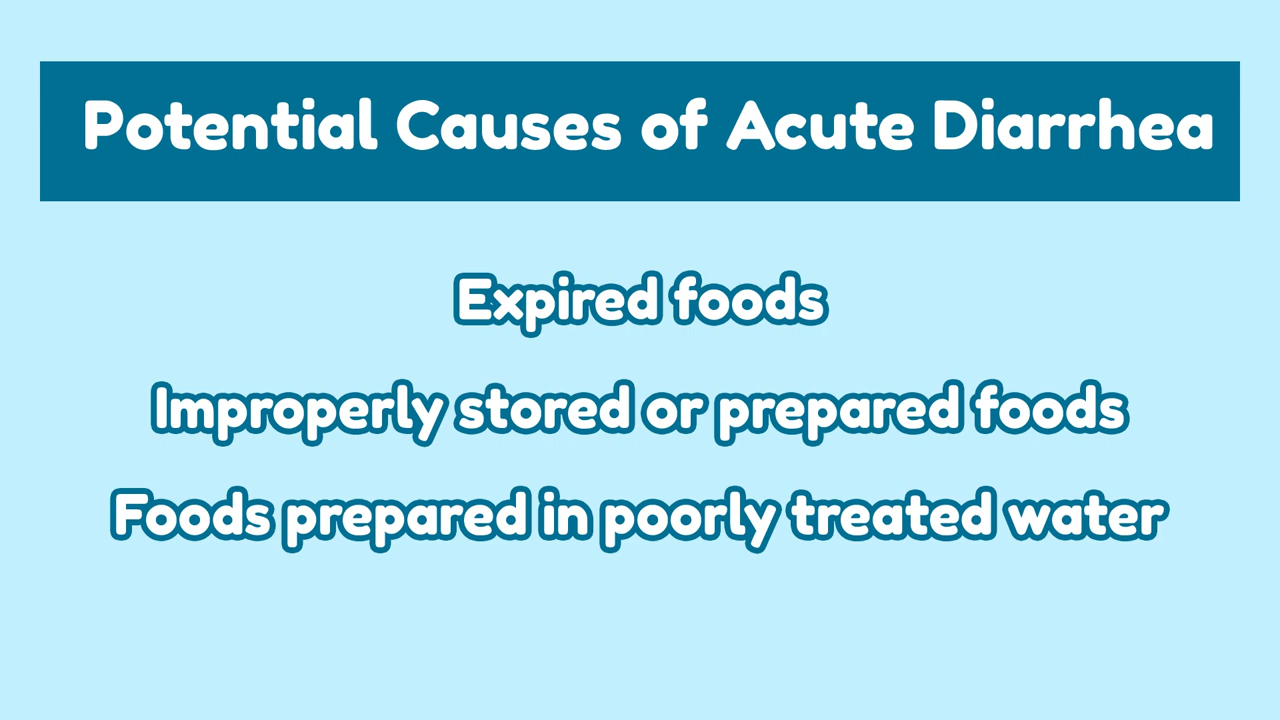 Potential Causes of Acute Diarrhea
Expired foods
Improperly stored or prepared foods
Foods prepared in poorly treated water